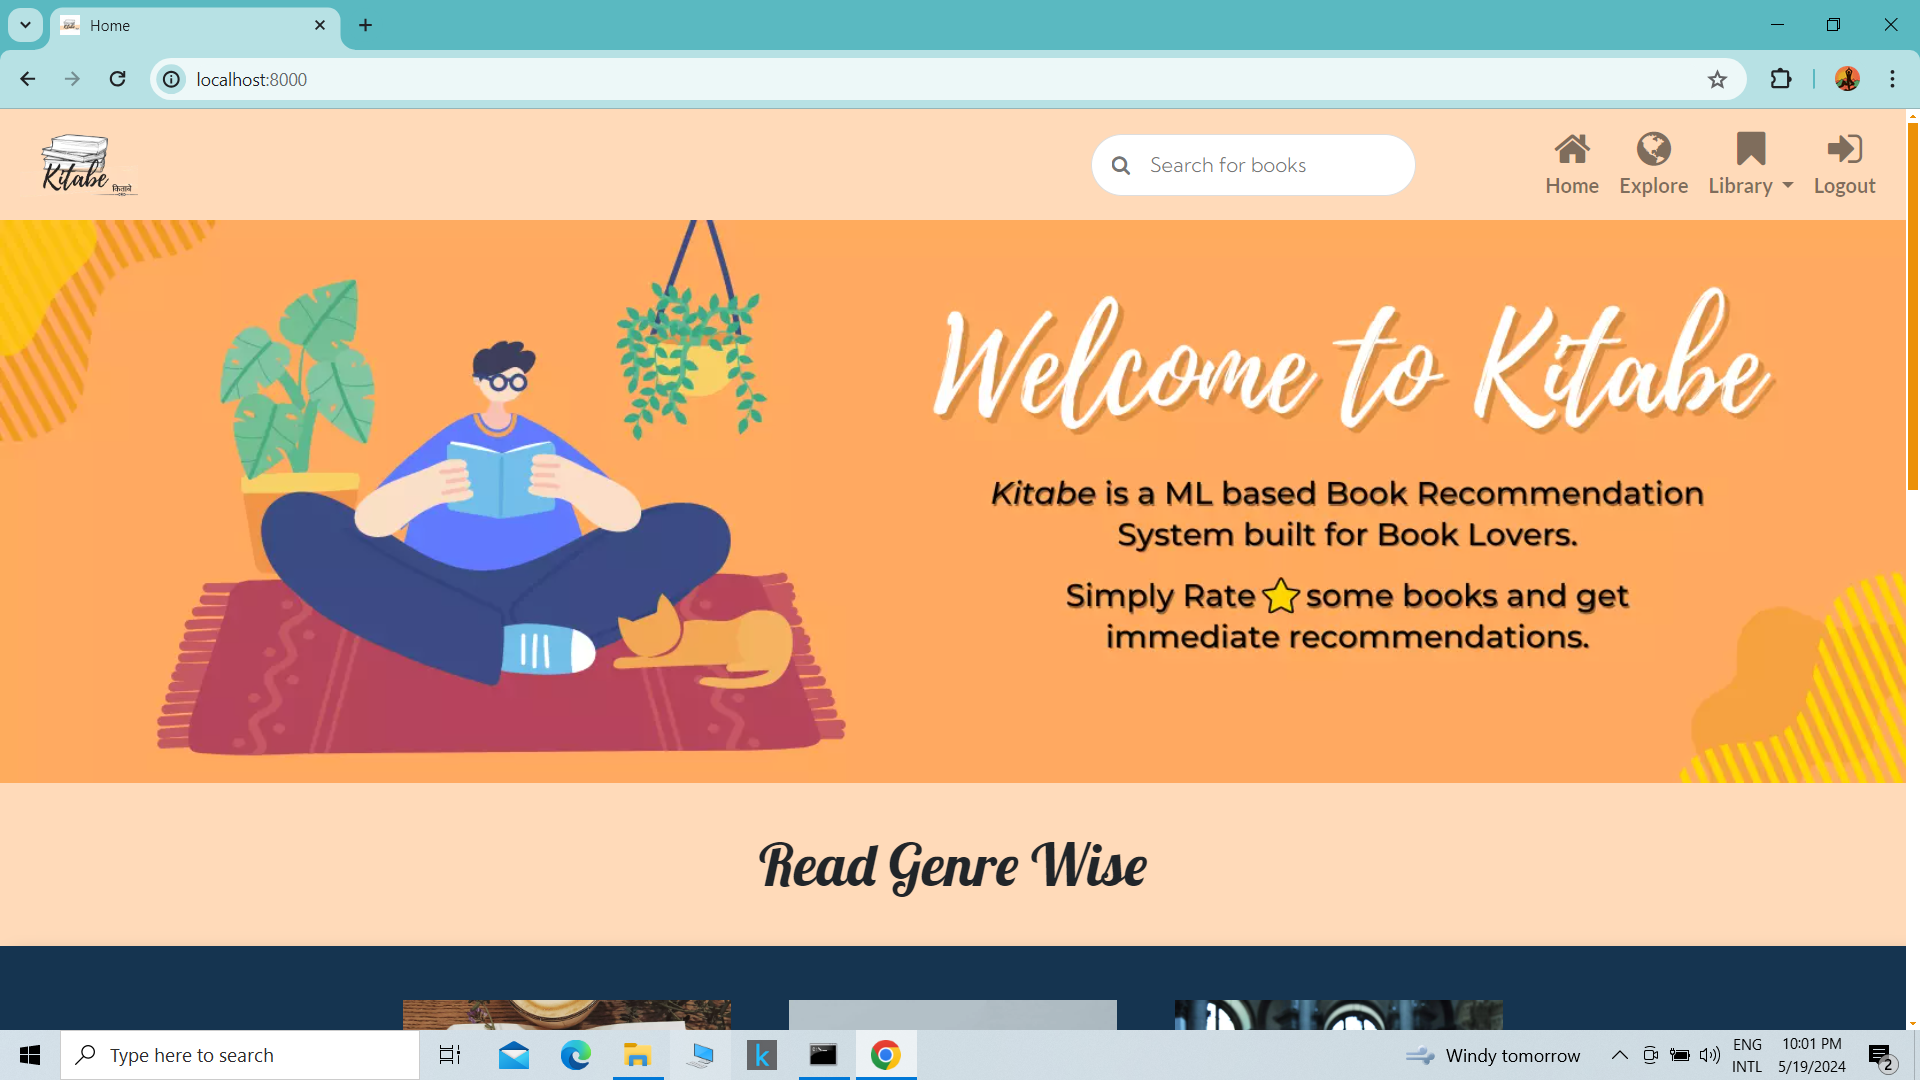 Home
localhost:8000
Kitabe
किताबें
Search for books
Home
Explore
Library
Logout
Welcome to Kitabe
Kitabe is a ML based Book Recommendation
System built for Book Lovers.
Simply Rate some books and get
immediate recommendations.
Read Genre Wise
Type here to search
k
Windy tomorrow
ENG
INTL
10:01 PM
5/19/2024
2